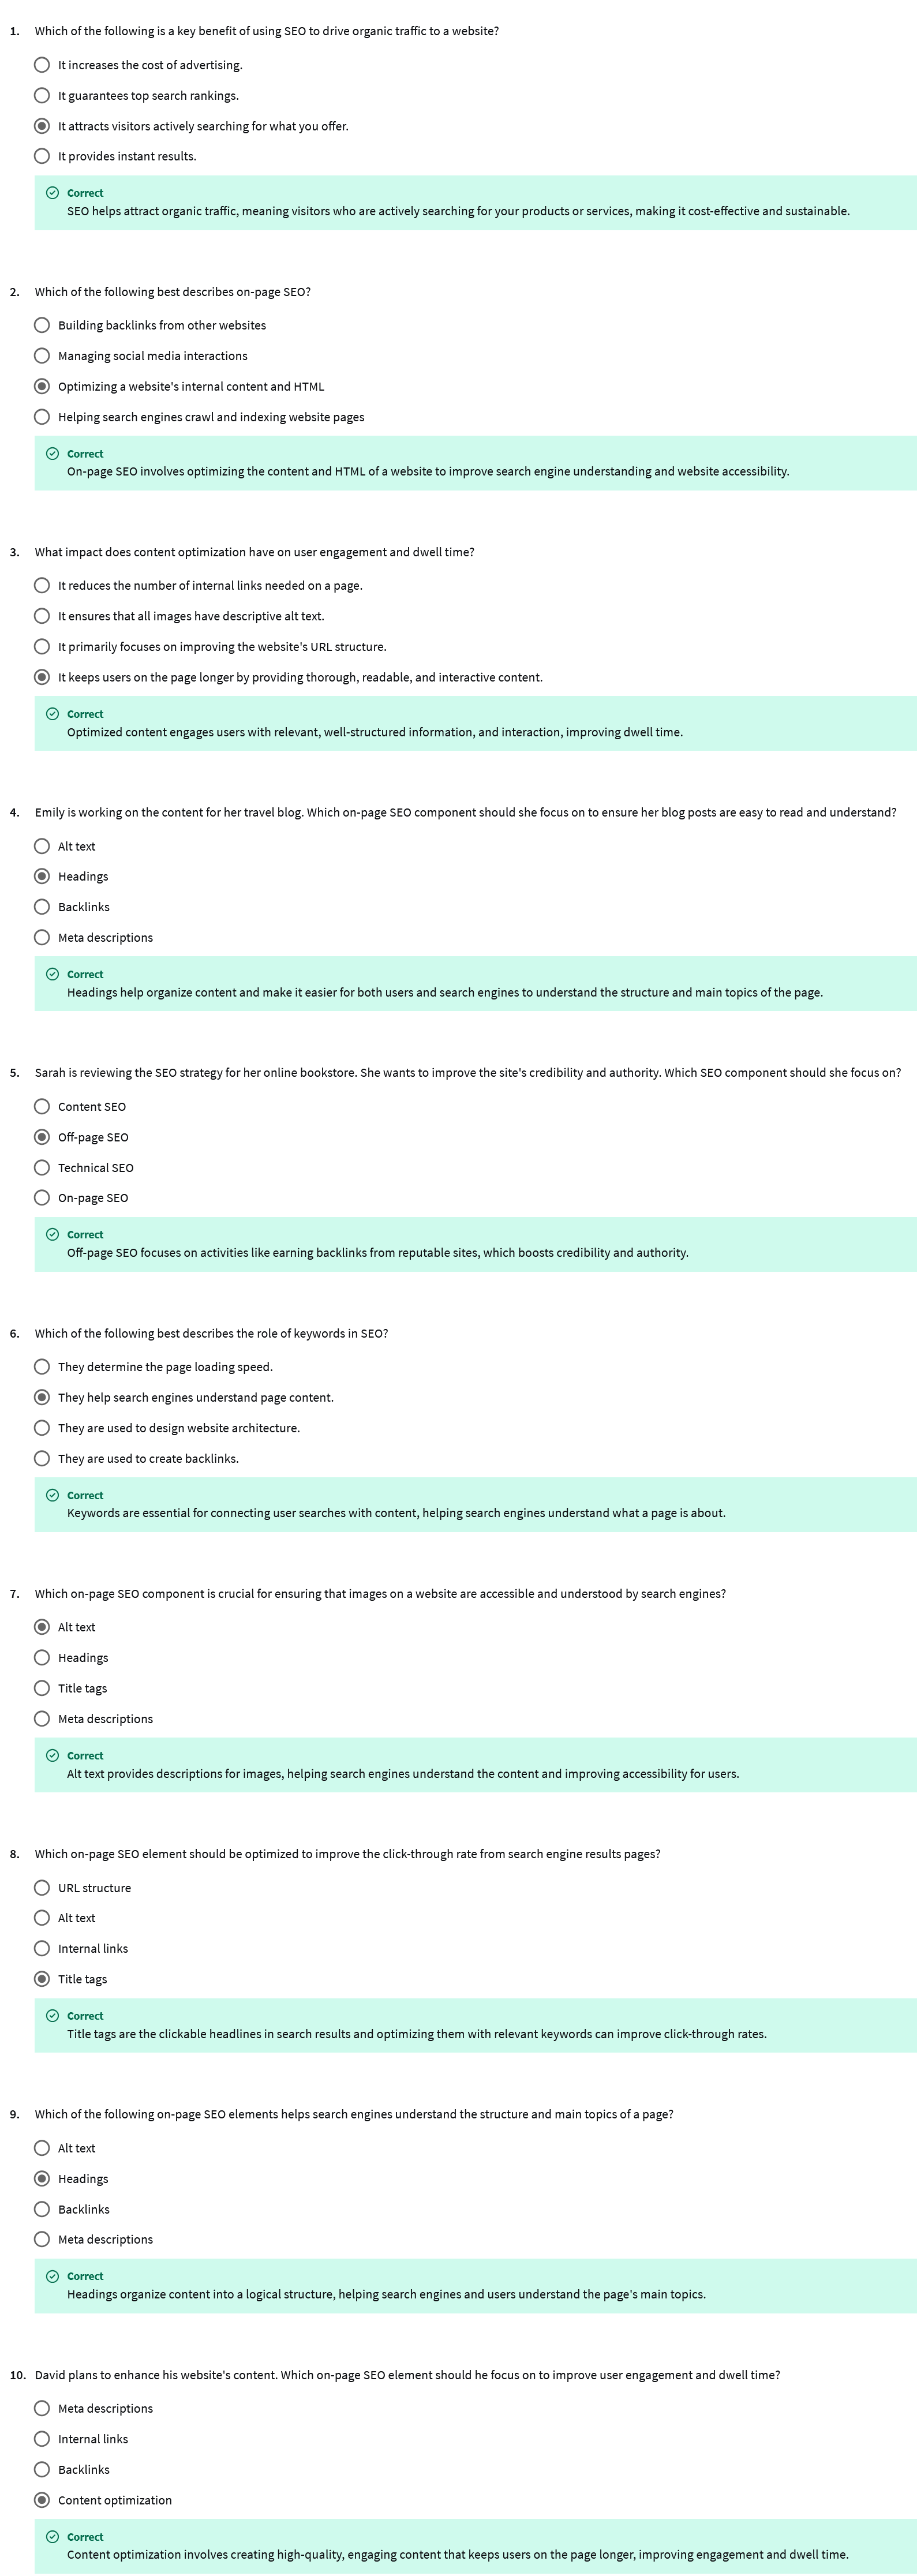 1. Which of the following is a key benefit of using SEO to drive organic traffic to a website?
It increases the cost of advertising.
It guarantees top search rankings.
It attracts visitors actively searching for what you offer.
It provides instant results.
Correct
SEO helps attract organic traffic, meaning visitors who are actively searching for your products or services, making it cost-effective and sustainable.
2. Which of the following best describes on-page SEO?
Building backlinks from other websites
Managing social media interactions
Optimizing a website's internal content and HTML
Helping search engines crawl and indexing website pages
Correct
On-page SEO involves optimizing the content and HTML of a website to improve search engine understanding and website accessibility.
3. What impact does content optimization have on user engagement and dwell time?
It reduces the number of internal links needed on a page.
It ensures that all images have descriptive alt text.
It primarily focuses on improving the website's URL structure.
It keeps users on the page longer by providing thorough, readable, and interactive content.
Correct
Optimized content engages users with relevant, well-structured information, and interaction, improving dwell time.
4. Emily is working on the content for her travel blog. Which on-page SEO component should she focus on to ensure her blog posts are easy to read and understand?
Alt text
Headings
Backlinks
Meta descriptions
Correct
Headings help organize content and make it easier for both users and search engines to understand the structure and main topics of the page.
5. Sarah is reviewing the SEO strategy for her online bookstore. She wants to improve the site's credibility and authority. Which SEO component should she focus on?
Content SEO
Off-page SEO
Technical SEO
On-page SEO
Correct
Off-page SEO focuses on activities like earning backlinks from reputable sites, which boosts credibility and authority.
6. Which of the following best describes the role of keywords in SEO?
They determine the page loading speed.
They help search engines understand page content.
They are used to design website architecture.
They are used to create backlinks.
Correct
Keywords are essential for connecting user searches with content, helping search engines understand what a page is about.
7. Which on-page SEO component is crucial for ensuring that images on a website are accessible and understood by search engines?
Alt text
Headings
Title tags
Meta descriptions
Correct
Alt text provides descriptions for images, helping search engines understand the content and improving accessibility for users.
8. Which on-page SEO element should be optimized to improve the click-through rate from search engine results pages?
URL structure
Alt text
Internal links
Title tags
Correct
Title tags are the clickable headlines in search results and optimizing them with relevant keywords can improve click-through rates.
9. Which of the following on-page SEO elements helps search engines understand the structure and main topics of a page?
Alt text
Headings
Backlinks
Meta descriptions
Correct
Headings organize content into a logical structure, helping search engines and users understand the page's main topics.
10. David plans to enhance his website's content. Which on-page SEO element should he focus on to improve user engagement and dwell time?
Meta descriptions
Internal links
Backlinks
Content optimization
Correct
Content optimization involves creating high-quality, engaging content that keeps users on the page longer, improving engagement and dwell time.